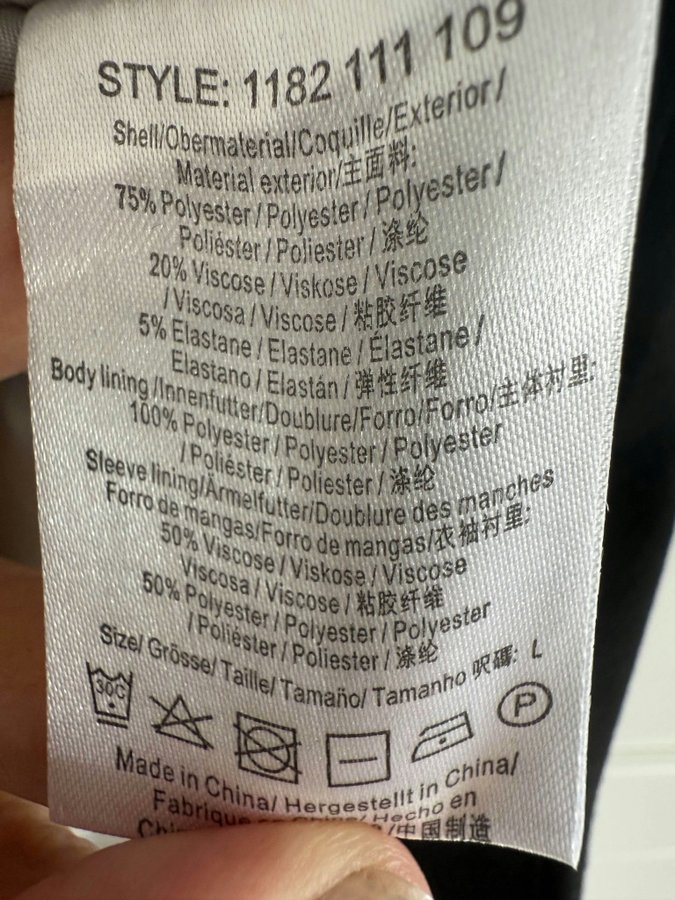 STYLE: 1182 111 109
Shell/Obermaterial/Coquille/Exterior/
Material exterior/主面料:
75% Polyester / Polyester / Polyester /
Poliéster / Poliester / 涤纶
20% Viscose / Viskose / Viscose
/ Viscosa / Viscose / 粘胶纤维
5% Elastane / Elastane / Élastane /
Elastano / Elastán / 弹性纤维
Body lining /Innenfutter/Doublure/Forro/Forro/主体衬里:
100% Polyester / Polyester / Polyester
/ Poliéster / Poliester / 涤纶
Sleeve lining/Ärmelfutter/Doublure des manches
Forro de mangas/Forro de mangas/衣袖衬里:
50% Viscose / Viskose / Viscose
Viscosa / Viscose / 粘胶纤维
50% Polyester / Polyester / Polyester
/ Poliéster / Poliester / 涤纶
Size/ Grösse/ Taille/ Tamaño/ Tamanho 呎碼: L
30C P
Made in China/ Hergestellt in China/
Fabrique en Chine/ Hecho en
/中国制造